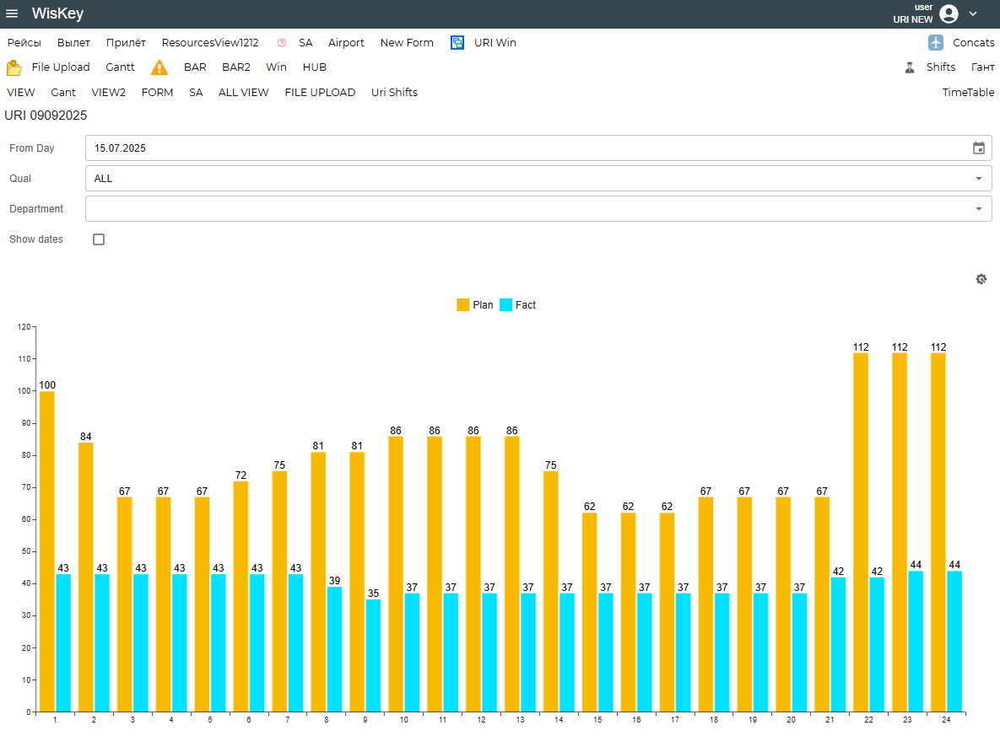 WisKey
user
URI NEW
Рейсы Вылет Прилёт ResourcesView1212 SA Airport New Form URI Win Concats
File Upload Gantt BAR BAR2 Win HUB Shifts Гант
VIEW Gant VIEW2 FORM SA ALL VIEW FILE UPLOAD Uri Shifts TimeTable
URI 09092025
From Day 15.07.2025
Qual ALL
Department
Show dates
Plan Fact
120
110
100
90
80
70
60
50
40
30
20
10
0
100 84 67 67 67 72 75 81 81 86 86 86 86 75 62 62 62 67 67 67 67 112 112 112
43 43 43 43 43 43 43 39 35 37 37 37 37 37 37 37 37 37 37 37 42 42 44 44
1 2 3 4 5 6 7 8 9 10 11 12 13 14 15 16 17 18 19 20 21 22 23 24